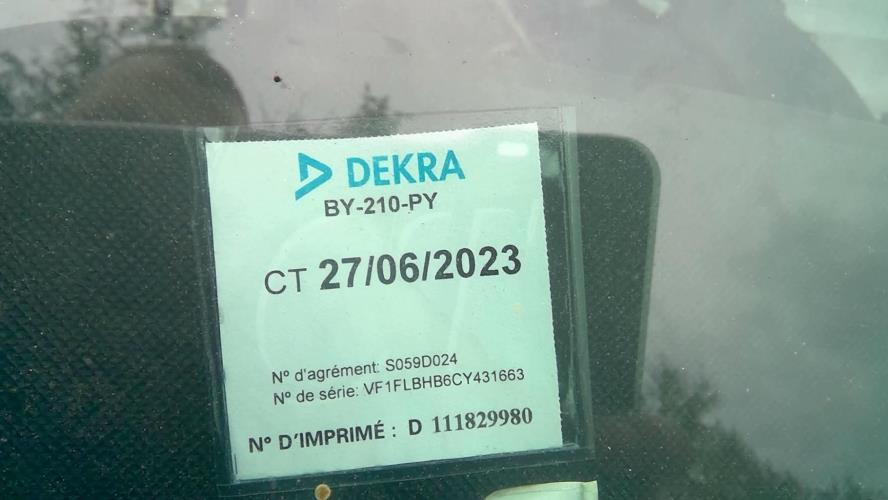 DEKRA
BY-210-PY
CT 27/06/2023
N° d'agrément: S059D024
N° de série: VF1FLBHB6CY431663
N° D'IMPRIMÉ : D 111829980